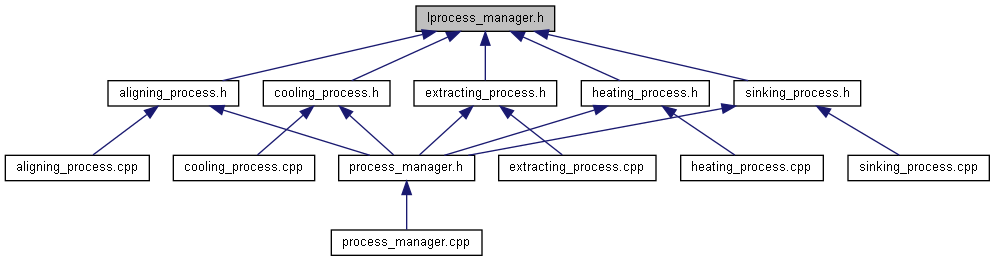 Iprocess_manager.h
aligning_process.h
cooling_process.h
extracting_process.h
heating_process.h
sinking_process.h
aligning_process.cpp
cooling_process.cpp
process_manager.h
extracting_process.cpp
heating_process.cpp
sinking_process.cpp
process_manager.cpp